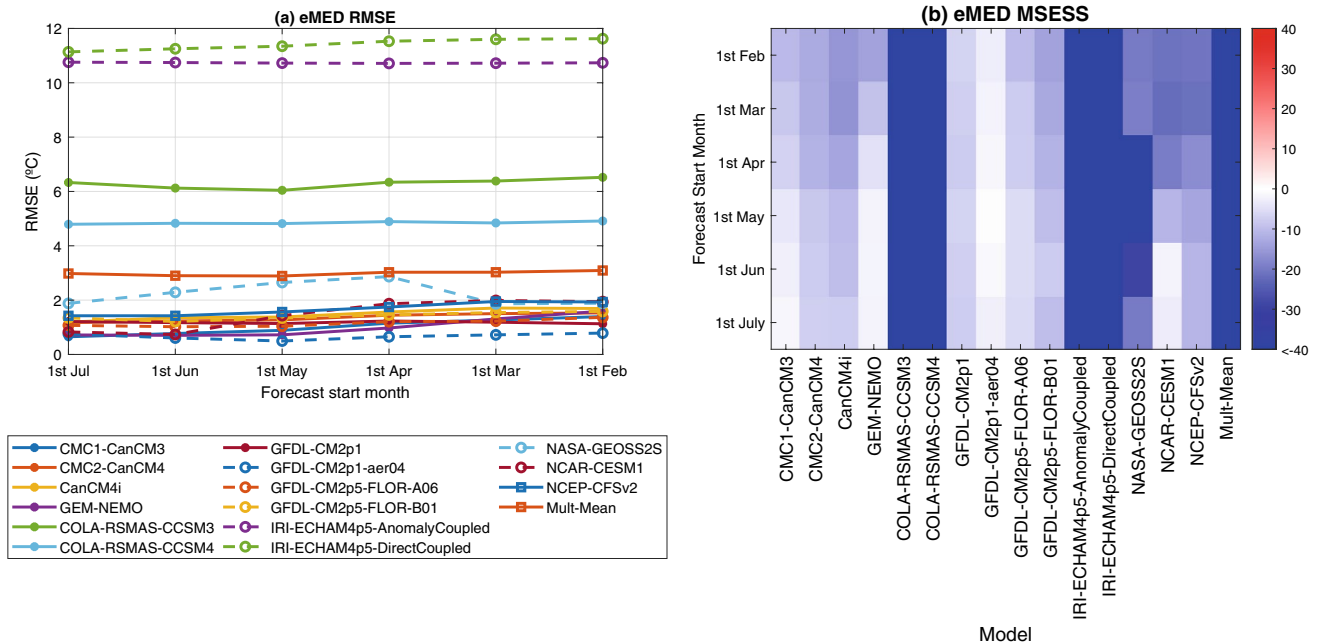 (a) eMED RMSE
12
10
8
6
4
2
0
RMSE (ºC)
1st Jul
1st Jun
1st May
1st Apr
1st Mar
1st Feb
Forecast start month
CMC1-CanCM3
CMC2-CanCM4
CanCM4i
GEM-NEMO
COLA-RSMAS-CCSM3
COLA-RSMAS-CCSM4
GFDL-CM2p1
GFDL-CM2p1-aer04
GFDL-CM2p5-FLOR-A06
GFDL-CM2p5-FLOR-B01
IRI-ECHAM4p5-AnomalyCoupled
IRI-ECHAM4p5-DirectCoupled
NASA-GEOSS2S
NCAR-CESM1
NCEP-CFSv2
Mult-Mean
(b) eMED MSESS
Forecast Start Month
1st Feb
1st Mar
1st Apr
1st May
1st Jun
1st July
CMC1-CanCM3
CMC2-CanCM4
CanCM4i
GEM-NEMO
COLA-RSMAS-CCSM3
COLA-RSMAS-CCSM4
GFDL-CM2p1
GFDL-CM2p1-aer04
GFDL-CM2p5-FLOR-A06
GFDL-CM2p5-FLOR-B01
IRI-ECHAM4p5-AnomalyCoupled
IRI-ECHAM4p5-DirectCoupled
NASA-GEOSS2S
NCAR-CESM1
NCEP-CFSv2
Mult-Mean
Model
40
30
20
10
0
-10
-20
-30
<-40